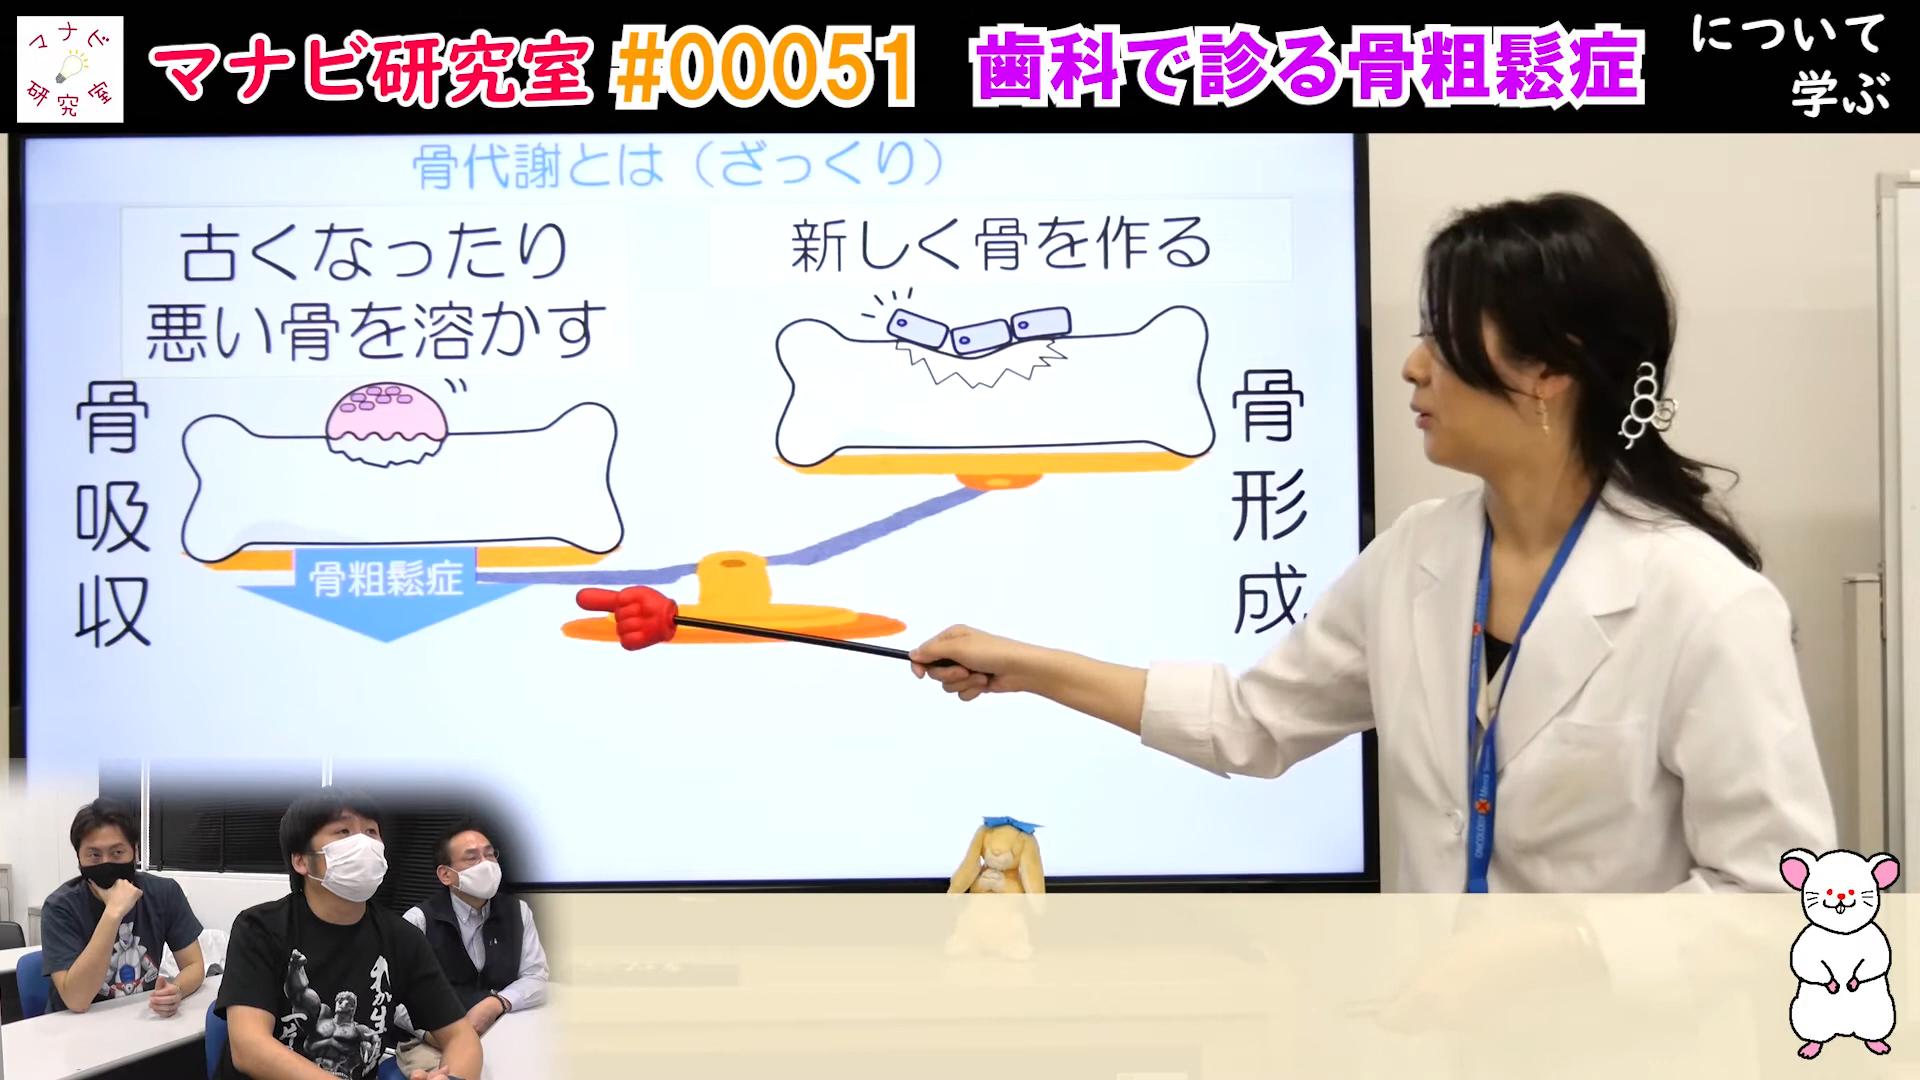 マナビ
研究室
マナビ研究室 #00051 歯科で診る骨粗鬆症
について
学ぶ
骨代謝とは（ざっくり）
古くなったり
悪い骨を溶かす
新しく骨を作る
骨吸収
骨形成
骨粗鬆症
わが生